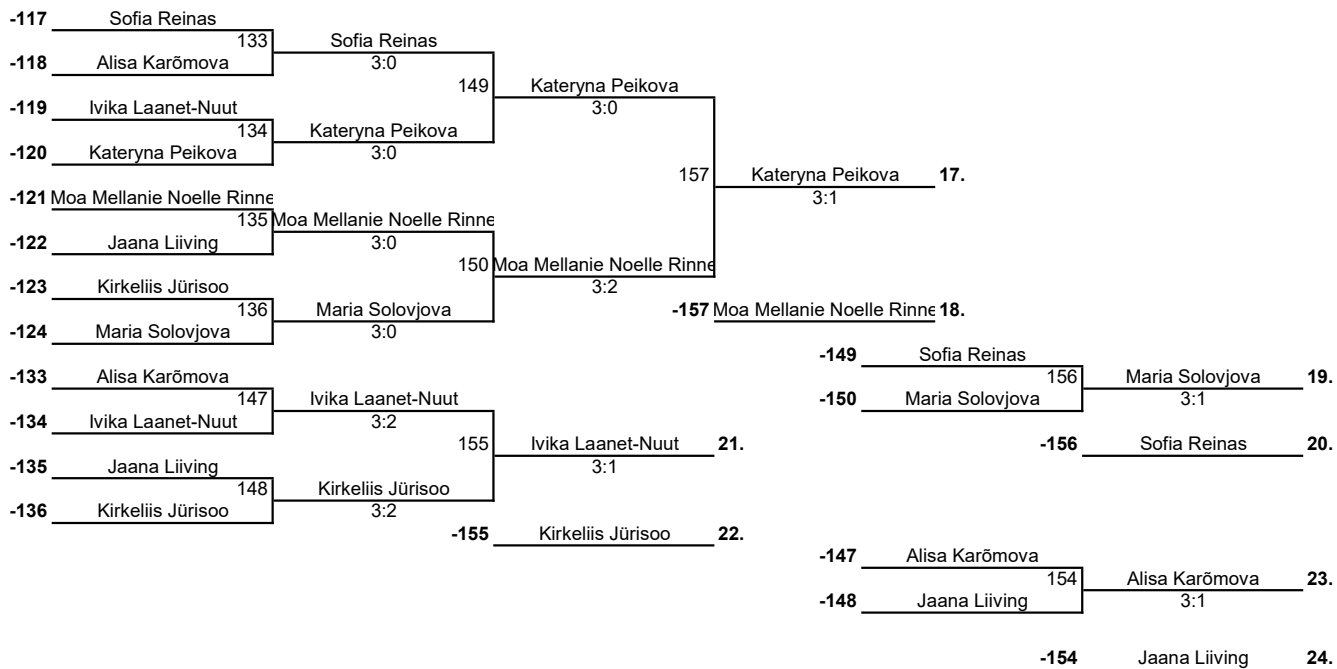 -117 Sofia Reinas
133 Sofia Reinas
-118 Alisa Karõmova 3:0
149 Kateryna Peikova
-119 Ivika Laanet-Nuut 3:0
134 Kateryna Peikova
-120 Kateryna Peikova 3:0
157 Kateryna Peikova 17.
3:1
-121 Moa Mellanie Noelle Rinne
135 Moa Mellanie Noelle Rinne
-122 Jaana Liiving 3:0
150 Moa Mellanie Noelle Rinne
-123 Kirkeliis Jürisoo 3:2
136 Maria Solovjova -157 Moa Mellanie Noelle Rinne 18.
-124 Maria Solovjova 3:0
-149 Sofia Reinas
156 Maria Solovjova 19.
-133 Alisa Karõmova 3:1
147 Ivika Laanet-Nuut -150 Maria Solovjova
-134 Ivika Laanet-Nuut 3:2
155 Ivika Laanet-Nuut 21. -156 Sofia Reinas 20.
-135 Jaana Liiving 3:1
148 Kirkeliis Jürisoo
-136 Kirkeliis Jürisoo 3:2
-155 Kirkeliis Jürisoo 22.
-147 Alisa Karõmova
154 Alisa Karõmova 23.
-148 Jaana Liiving 3:1
-154 Jaana Liiving 24.